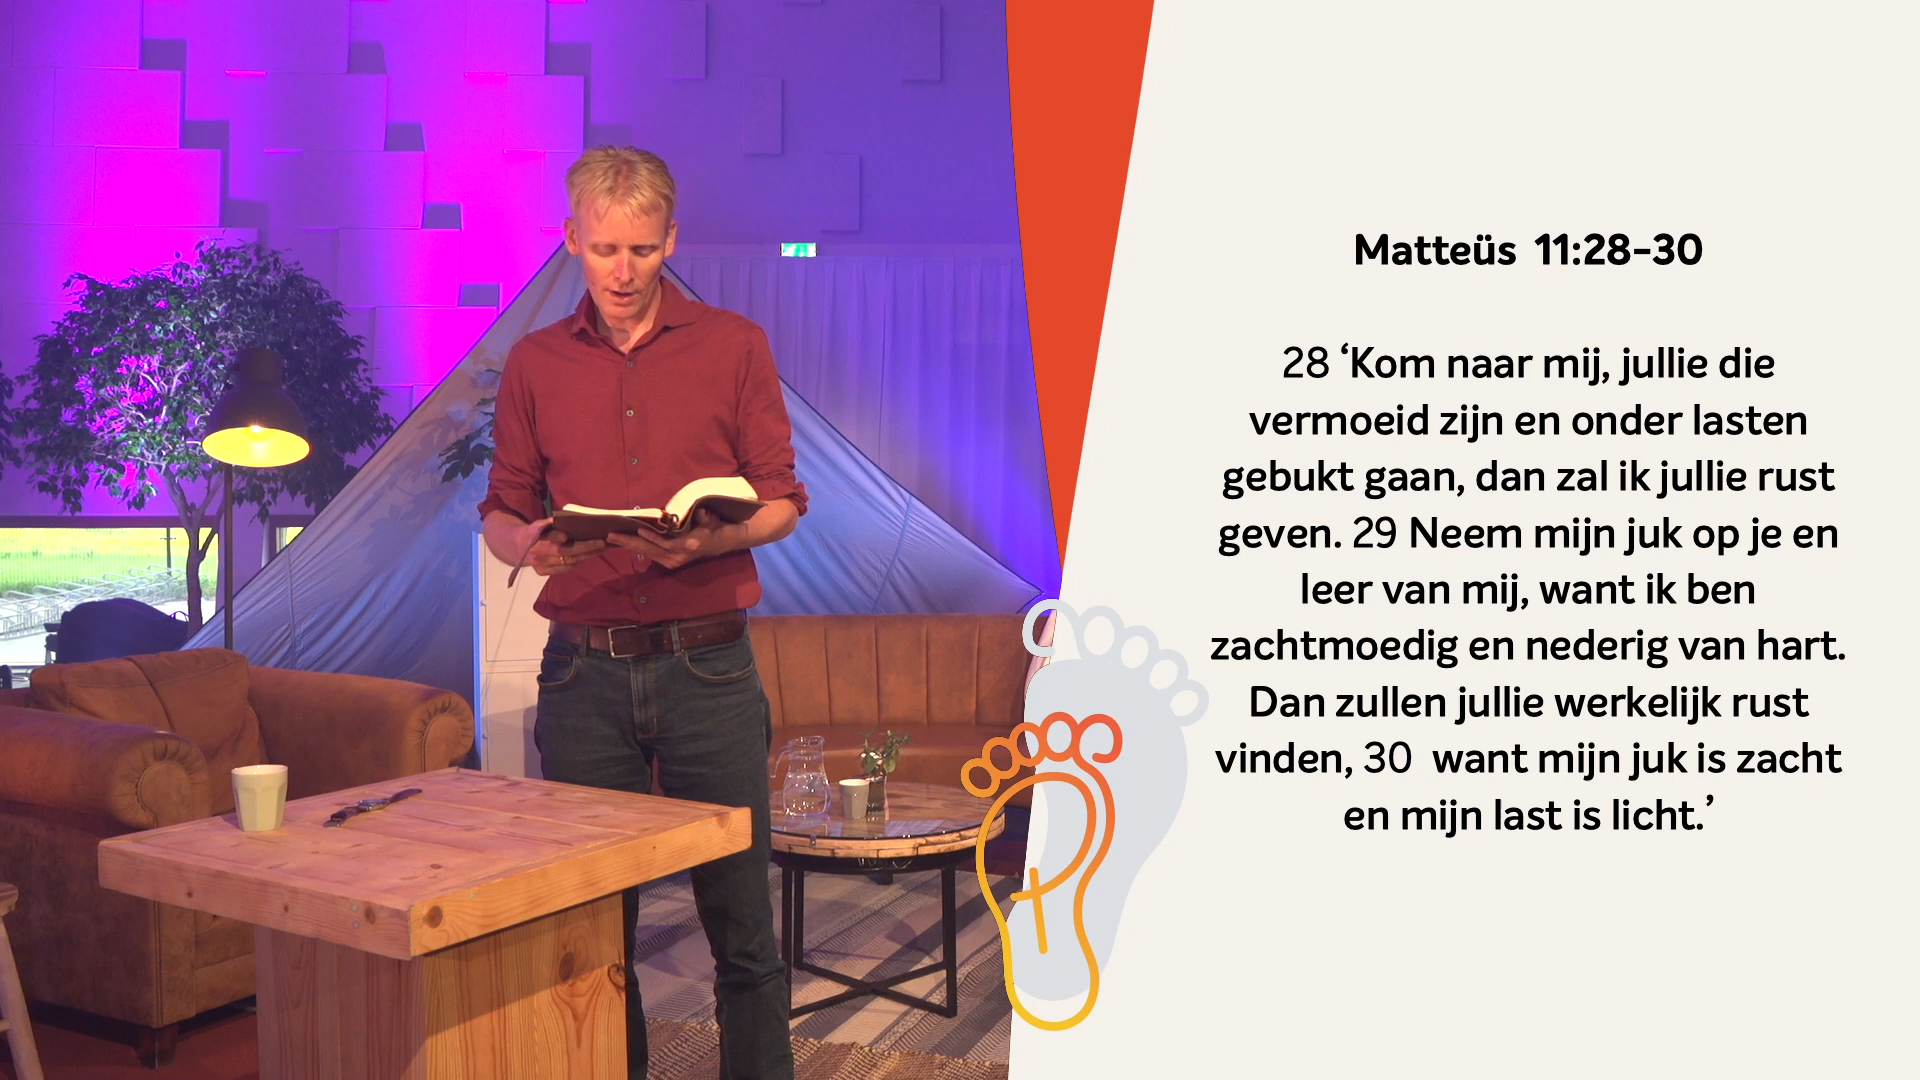 Matteüs 11:28-30
28 ‘Kom naar mij, jullie die
vermoeid zijn en onder lasten
gebukt gaan, dan zal ik jullie rust
geven. 29 Neem mijn juk op je en
leer van mij, want ik ben
zachtmoedig en nederig van hart.
Dan zullen jullie werkelijk rust
vinden, 30 want mijn juk is zacht
en mijn last is licht.’